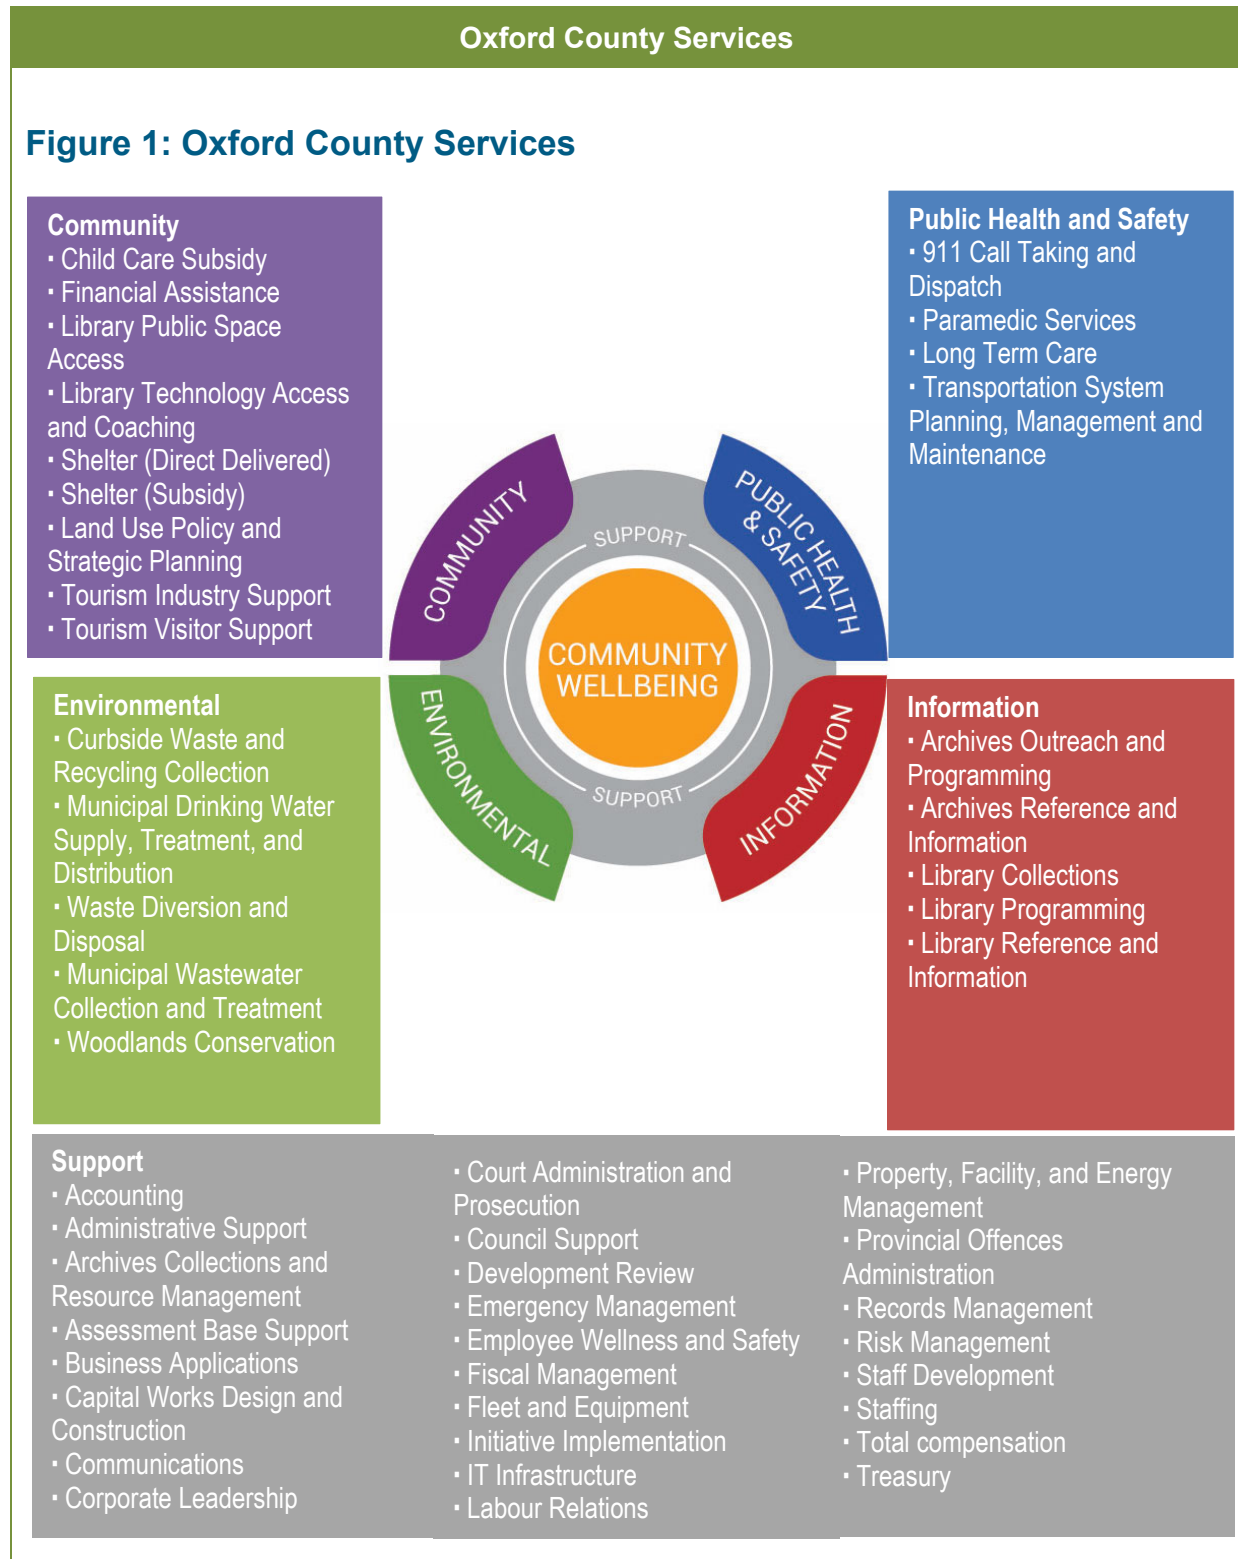 Oxford County Services
Figure 1: Oxford County Services
Community
· Child Care Subsidy
· Financial Assistance
· Library Public Space
Access
· Library Technology Access
and Coaching
· Shelter (Direct Delivered)
· Shelter (Subsidy)
· Land Use Policy and
Strategic Planning
· Tourism Industry Support
· Tourism Visitor Support
Public Health and Safety
· 911 Call Taking and
Dispatch
· Paramedic Services
· Long Term Care
· Transportation System
Planning, Management and
Maintenance
COMMUNITY
PUBLIC HEALTH
& SAFETY
SUPPORT
COMMUNITY
WELLBEING
SUPPORT
ENVIRONMENTAL
INFORMATION
Environmental
· Curbside Waste and
Recycling Collection
· Municipal Drinking Water
Supply, Treatment, and
Distribution
· Waste Diversion and
Disposal
· Municipal Wastewater
Collection and Treatment
· Woodlands Conservation
Information
· Archives Outreach and
Programming
· Archives Reference and
Information
· Library Collections
· Library Programming
· Library Reference and
Information
Support
· Accounting
· Administrative Support
· Archives Collections and
Resource Management
· Assessment Base Support
· Business Applications
· Capital Works Design and
Construction
· Communications
· Corporate Leadership
· Court Administration and
Prosecution
· Council Support
· Development Review
· Emergency Management
· Employee Wellness and Safety
· Fiscal Management
· Fleet and Equipment
· Initiative Implementation
· IT Infrastructure
· Labour Relations
· Property, Facility, and Energy
Management
· Provincial Offences
Administration
· Records Management
· Risk Management
· Staff Development
· Staffing
· Total compensation
· Treasury